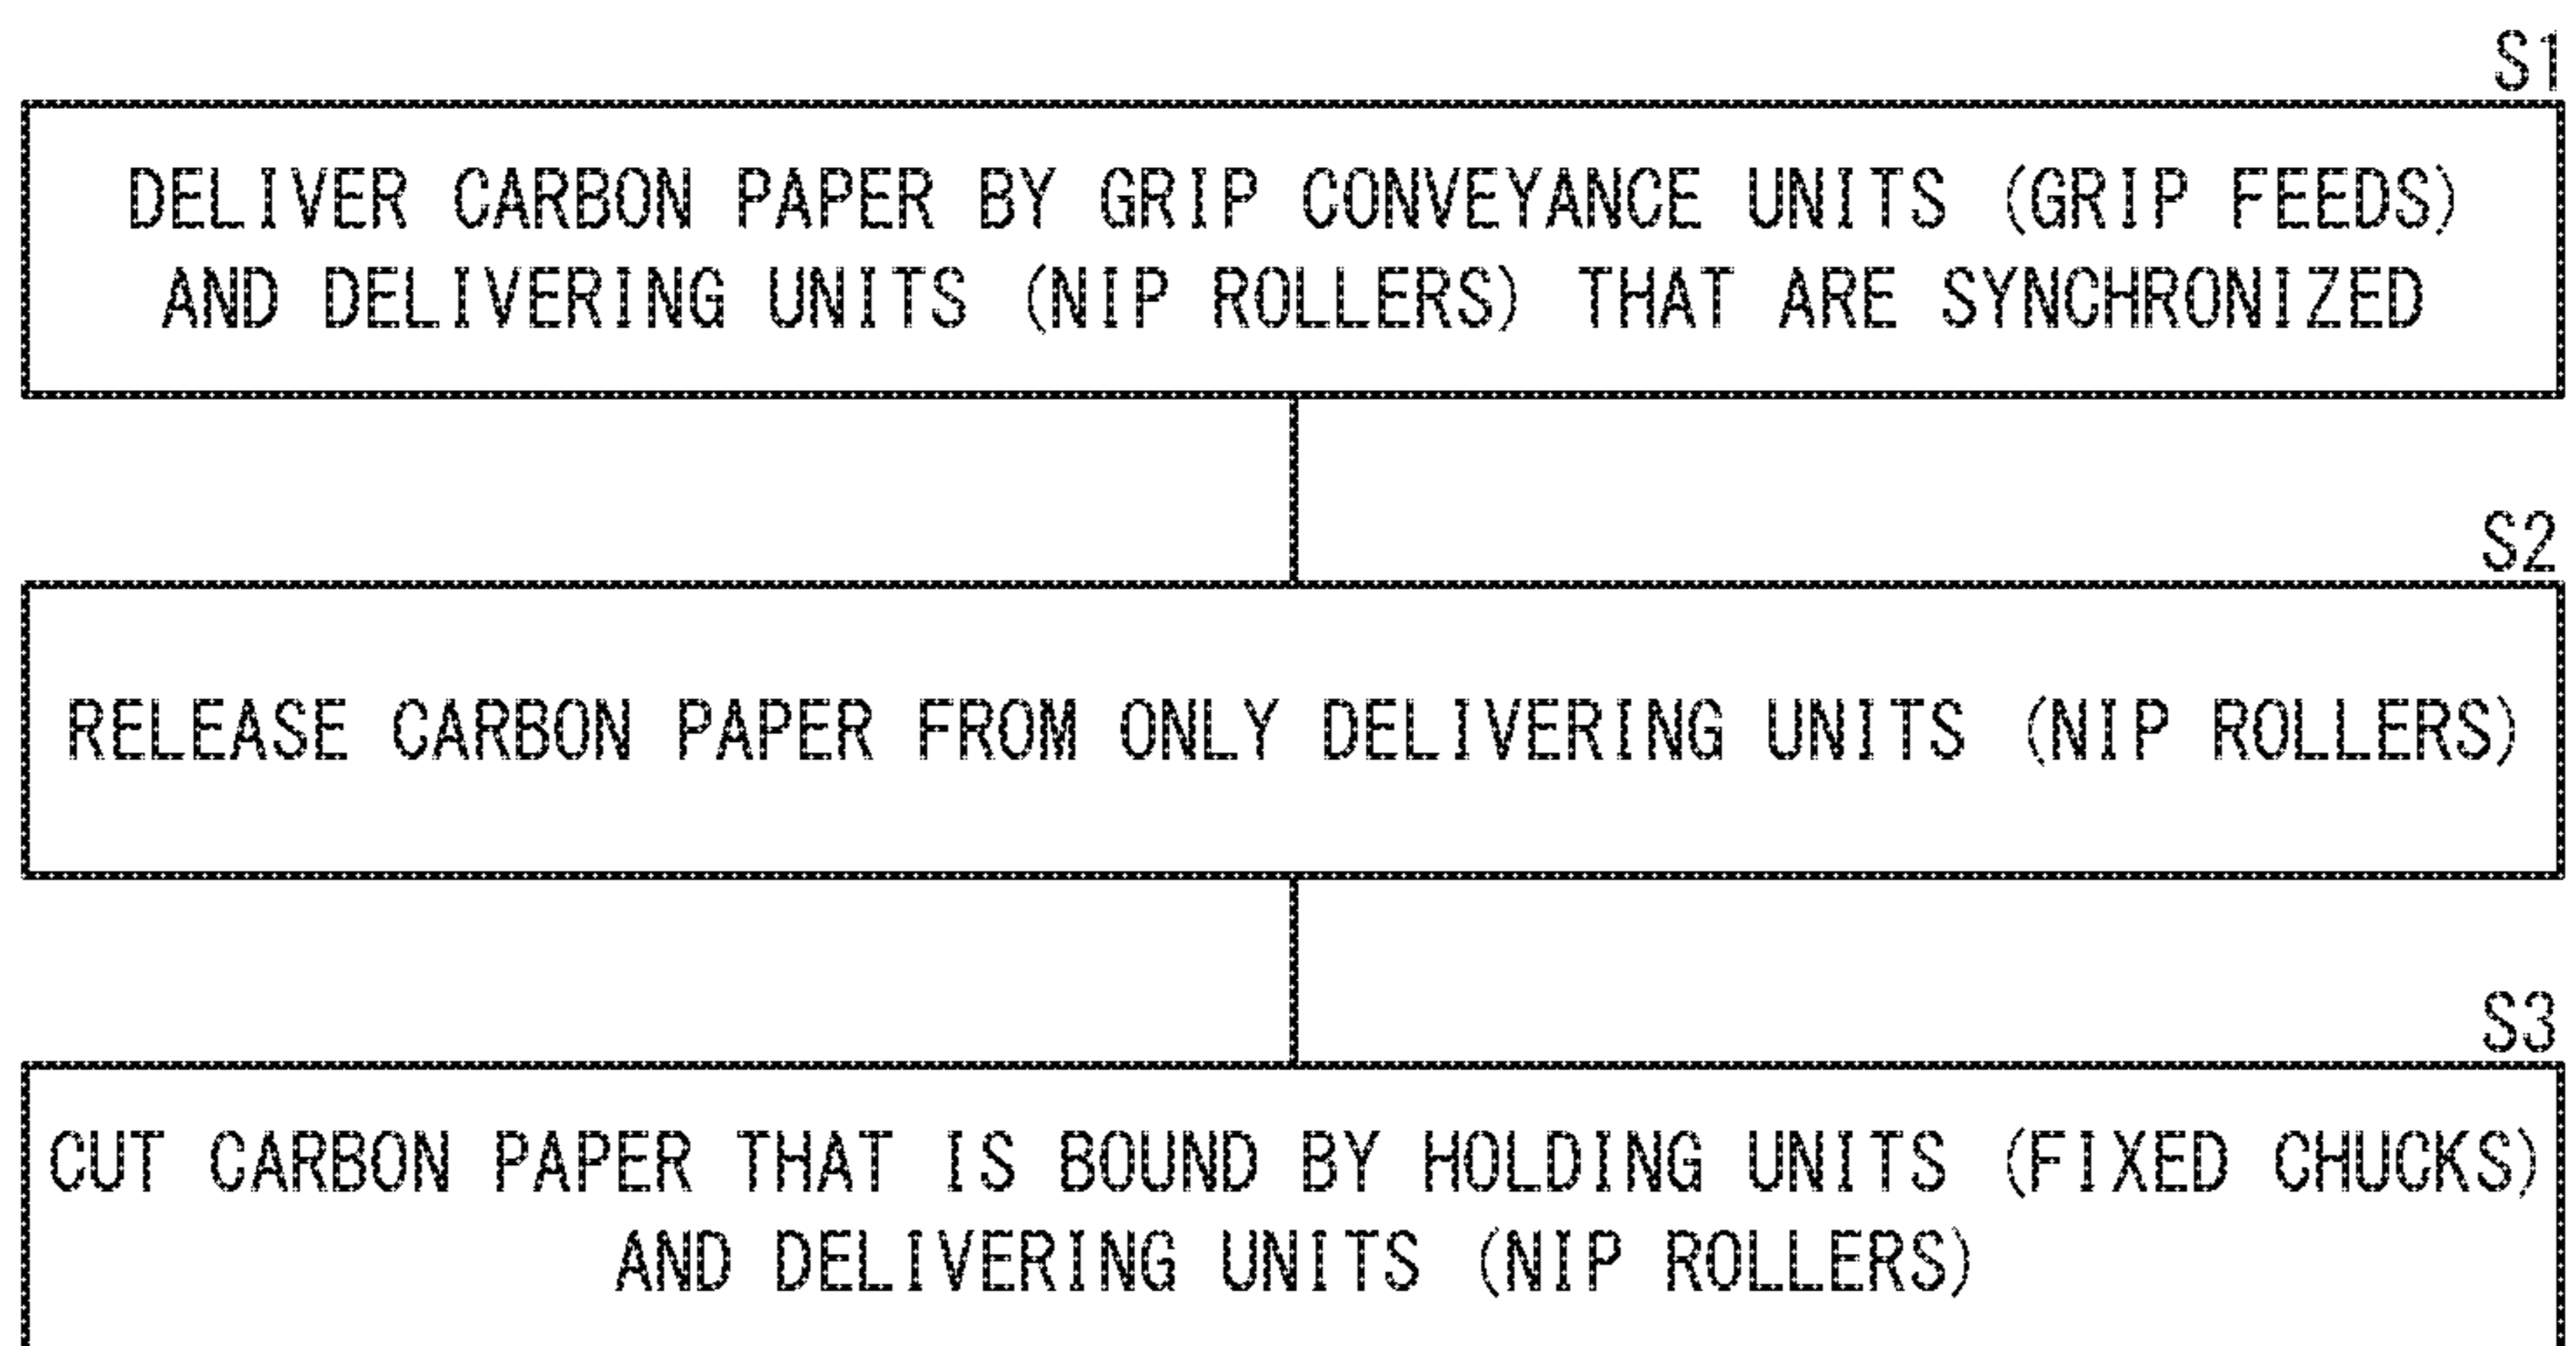 S1
DELIVER CARBON PAPER BY GRIP CONVEYANCE UNITS (GRIP FEEDS)
AND DELIVERING UNITS (NIP ROLLERS) THAT ARE SYNCHRONIZED
S2
RELEASE CARBON PAPER FROM ONLY DELIVERING UNITS (NIP ROLLERS)
S3
CUT CARBON PAPER THAT IS BOUND BY HOLDING UNITS (FIXED CHUCKS)
AND DELIVERING UNITS (NIP ROLLERS)